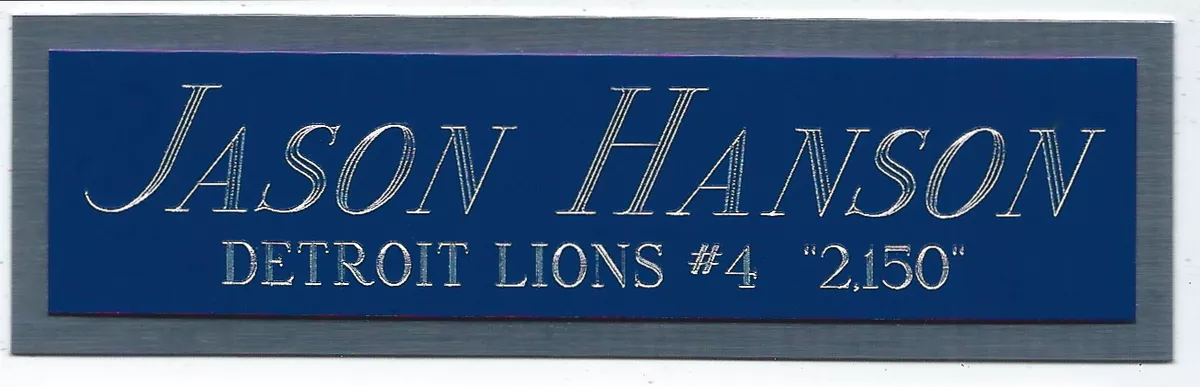 JASON HANSON
DETROIT LIONS #4 "2,150"